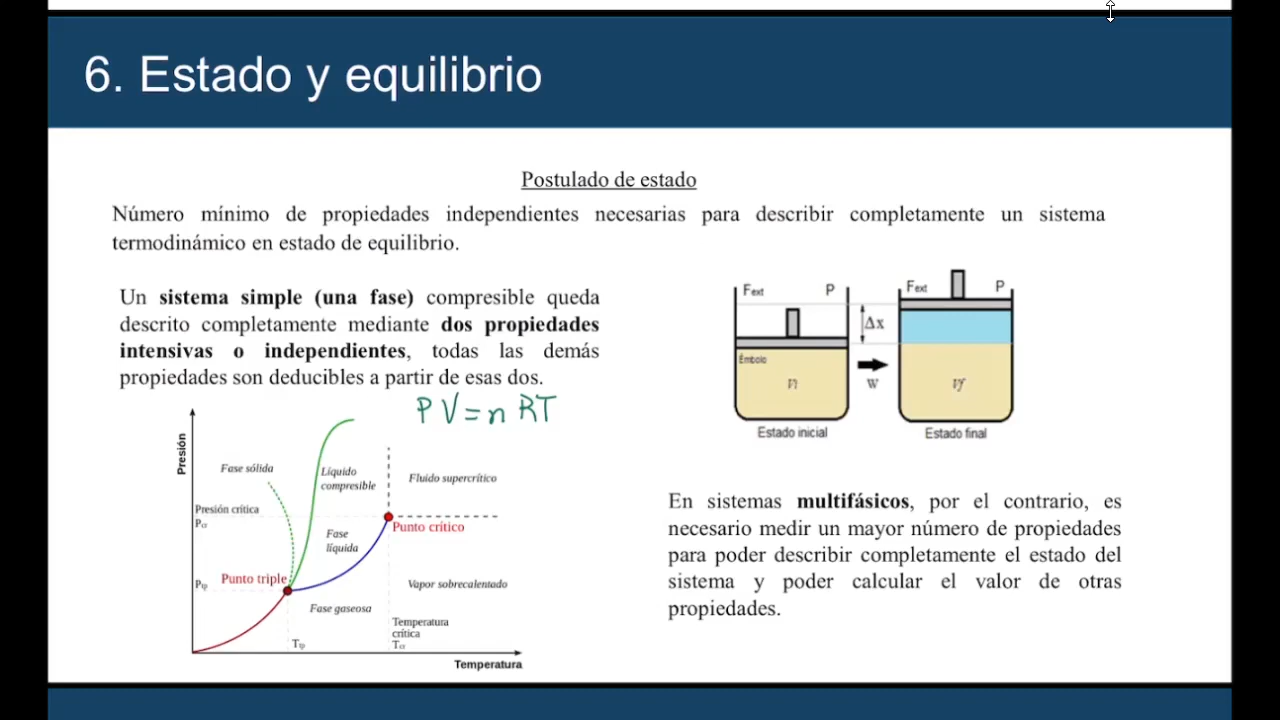 6. Estado y equilibrio
Postulado de estado
Número mínimo de propiedades independientes necesarias para describir completamente un sistema
termodinámico en estado de equilibrio.
Un sistema simple (una fase) compresible queda
descrito completamente mediante dos propiedades
intensivas o independientes, todas las demás
propiedades son deducibles a partir de esas dos.
PV=nRT
Presión
Fase sólida
Líquido
compresible
Fluido supercrítico
Presión crítica
Pcr
Punto crítico
Fase
líquida
Punto triple
Ptp
Vapor sobrecalentado
Fase gaseosa
Temperatura
crítica
Tcr
Ttp
Temperatura
Fext P
Fext P
Δx
Émbolo
W
Vf
Estado inicial
Estado final
En sistemas multifásicos, por el contrario, es
necesario medir un mayor número de propiedades
para poder describir completamente el estado del
sistema y poder calcular el valor de otras
propiedades.